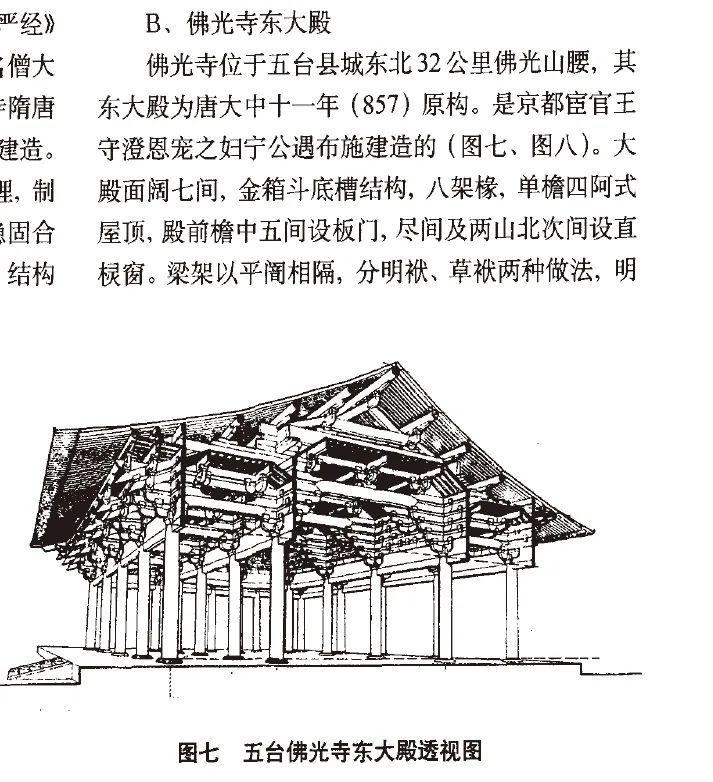 严经》
名僧大
寺隋唐
建造。
理，制
稳固合
结构
B、佛光寺东大殿
佛光寺位于五台县城东北32公里佛光山腰，其
东大殿为唐大中十一年（857）原构。是京都宦官王
守澄恩宠之妇宁公遇布施建造的（图七、图八）。大
殿面阔七间，金箱斗底槽结构，八架椽，单檐四阿式
屋顶，殿前檐中五间设板门，尽间及两山北次间设直
棂窗。梁架以平闇相隔，分明袱、草袱两种做法，明
图七 五台佛光寺东大殿透视图